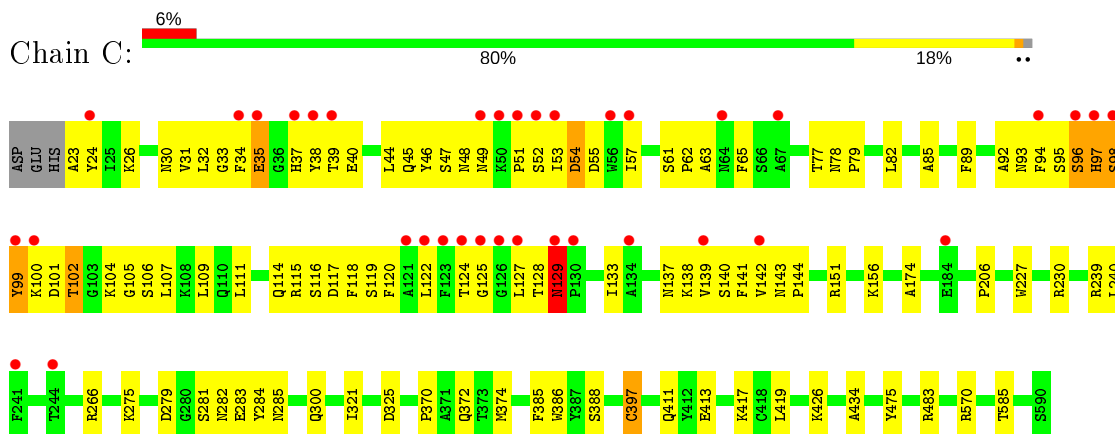 6%
Chain C:
80%
18%
••
ASP GLU HIS A23 Y24 I25 K26 N30 V31 L32 G33 F34 E35 G36 H37 Y38 T39 E40 L44 Q45 Y46 S47 N48 N49 K50 P51 S52 I53 D54 D55 W56 I57 S61 P62 A63 N64 F65 S66 A67 T77 N78 P79 L82 A85 F89 A92 N93 F94 S95 S96 H97 S98
Y99 K100 D101 T102 G103 K104 G105 S106 L107 K108 L109 Q110 L111 Q114 R115 S116 D117 F118 S119 F120 A121 L122 F123 T124 G125 G126 L127 T128 N129 P130 I133 A134 N137 K138 V139 S140 F141 V142 N143 P144 R151 K156 A174 E184 P206 W227 R230 R239 L240
F241 T244 R266 K275 D279 G280 S281 N282 E283 Y284 N285 Q300 I321 D325 P370 A371 Q372 T373 M374 F385 W386 Y387 S388 C397 Q411 Y412 E413 K417 C418 L419 K426 A434 Y475 R483 R570 T585 S590